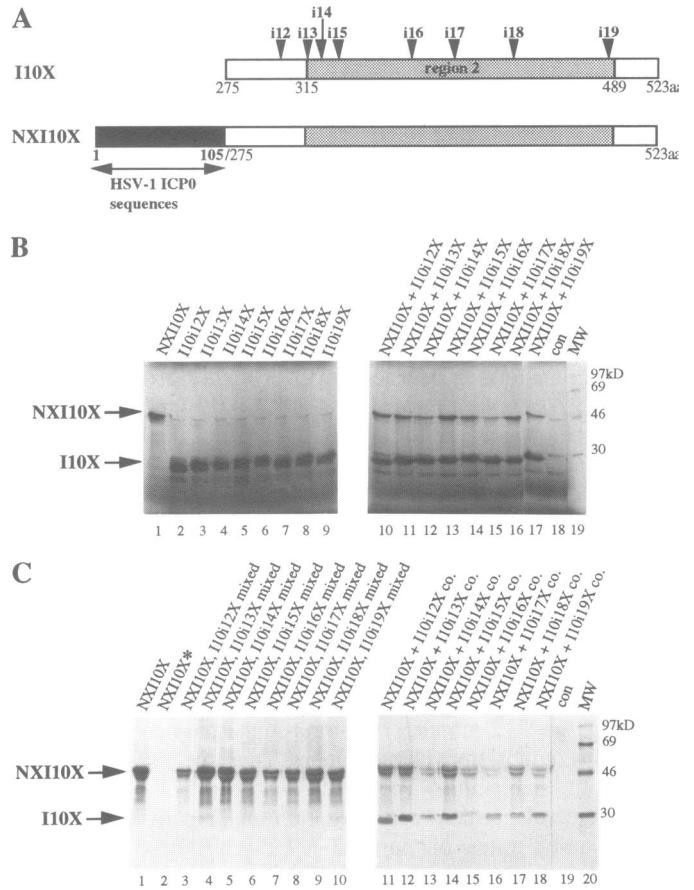 A
i14
i12 i13 i15 i16 i17 i18 i19
I10X
region 2
275 315 489 523aa
NXI10X
1 105/275 523aa
HSV-1 ICP0
sequences
B
NXI10X
I10i12X
I10i13X
I10i14X
I10i15X
I10i16X
I10i17X
I10i18X
I10i19X
NXI10X + I10i12X
NXI10X + I10i13X
NXI10X + I10i14X
NXI10X + I10i15X
NXI10X + I10i16X
NXI10X + I10i17X
NXI10X + I10i18X
NXI10X + I10i19X
con
MW
97kD
69
46
30
NXI10X
I10X
1 2 3 4 5 6 7 8 9
10 11 12 13 14 15 16 17 18 19
C
NXI10X
NXI10X*
NXI10X, I10i12X mixed
NXI10X, I10i13X mixed
NXI10X, I10i14X mixed
NXI10X, I10i15X mixed
NXI10X, I10i16X mixed
NXI10X, I10i17X mixed
NXI10X, I10i18X mixed
NXI10X, I10i19X mixed
NXI10X + I10i12X co.
NXI10X + I10i13X co.
NXI10X + I10i14X co.
NXI10X + I10i15X co.
NXI10X + I10i16X co.
NXI10X + I10i17X co.
NXI10X + I10i18X co.
NXI10X + I10i19X co.
con
MW
97kD
69
46
30
NXI10X
I10X
1 2 3 4 5 6 7 8 9 10
11 12 13 14 15 16 17 18 19 20